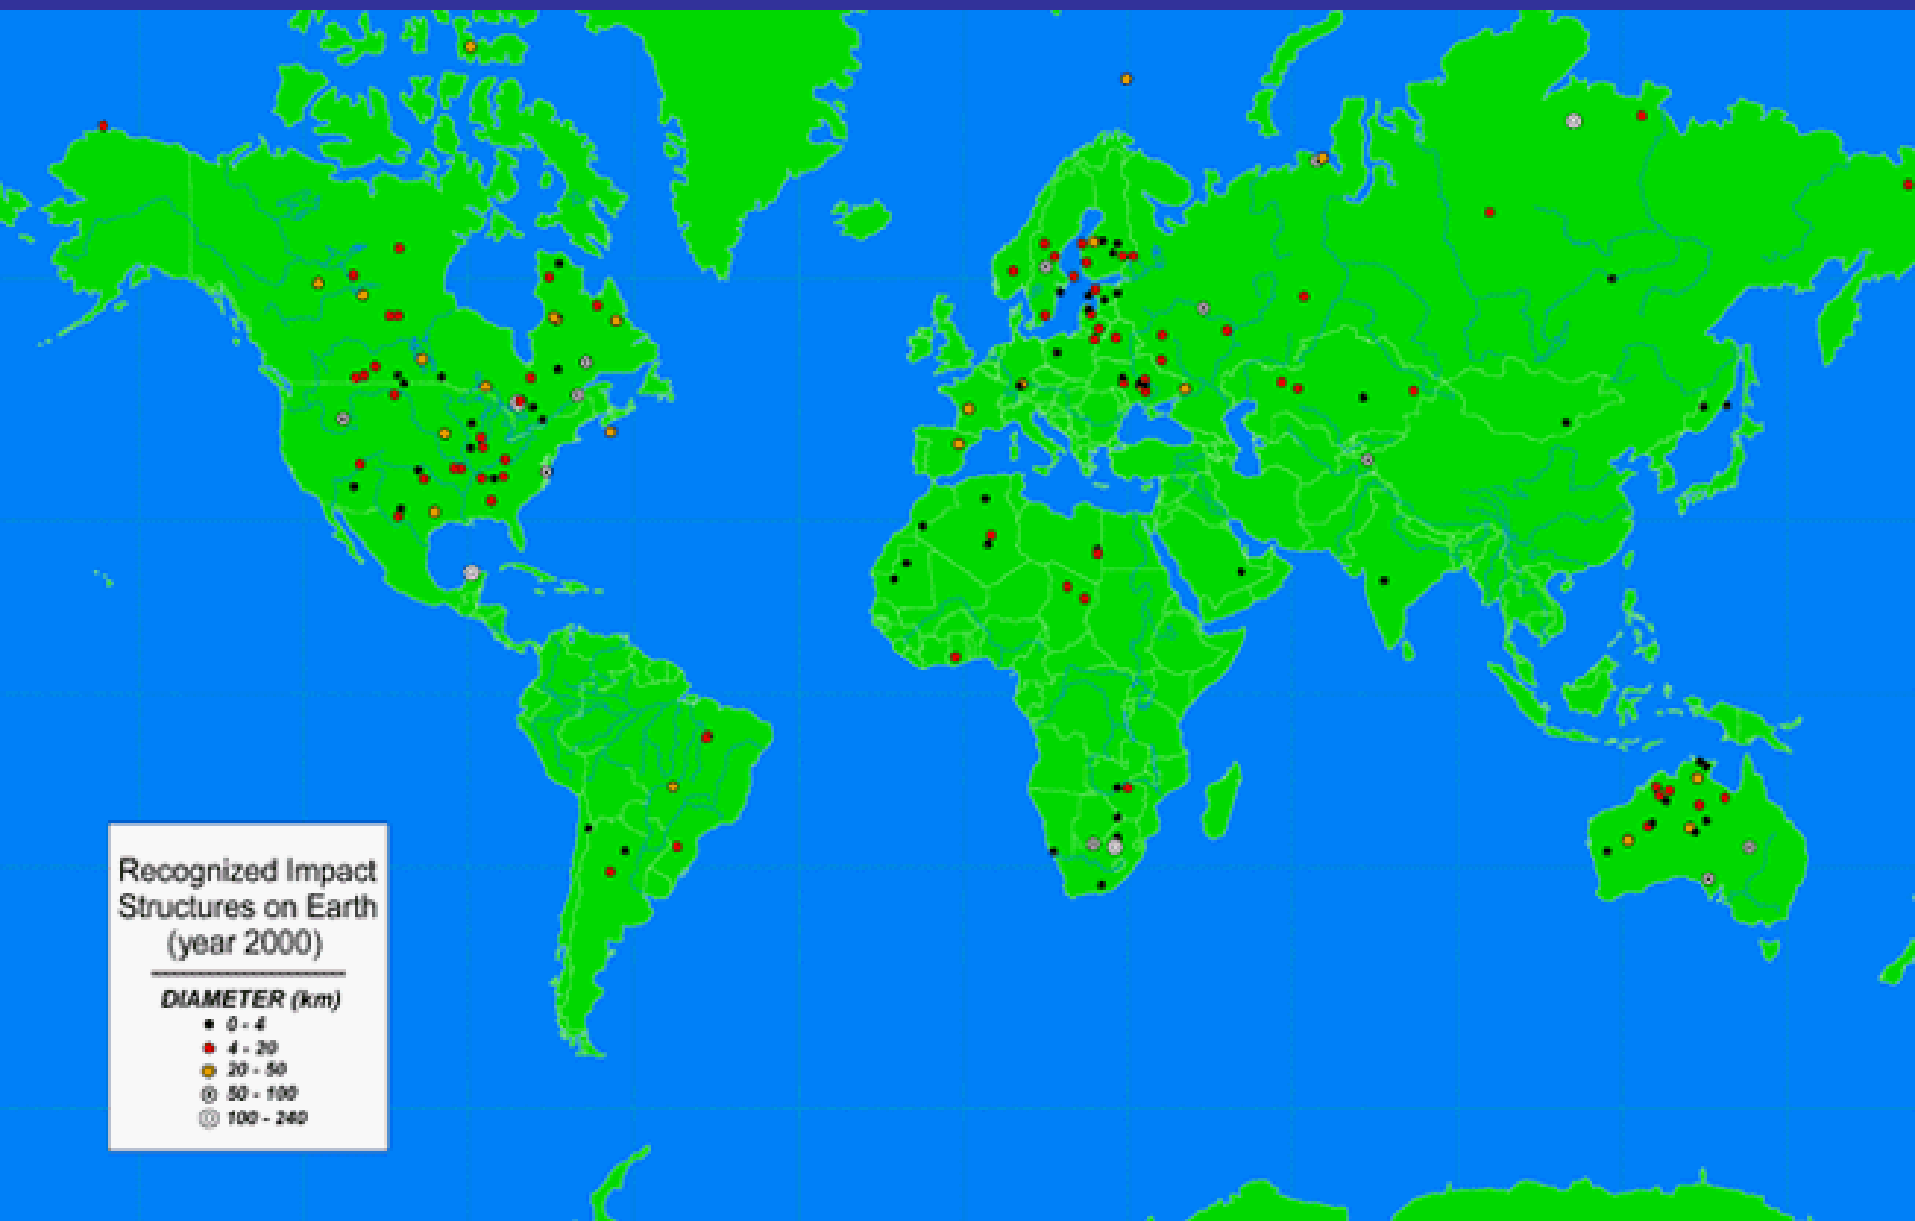 Recognized Impact
Structures on Earth
(year 2000)
DIAMETER (km)
0 - 4
4 - 20
20 - 50
50 - 100
100 - 240